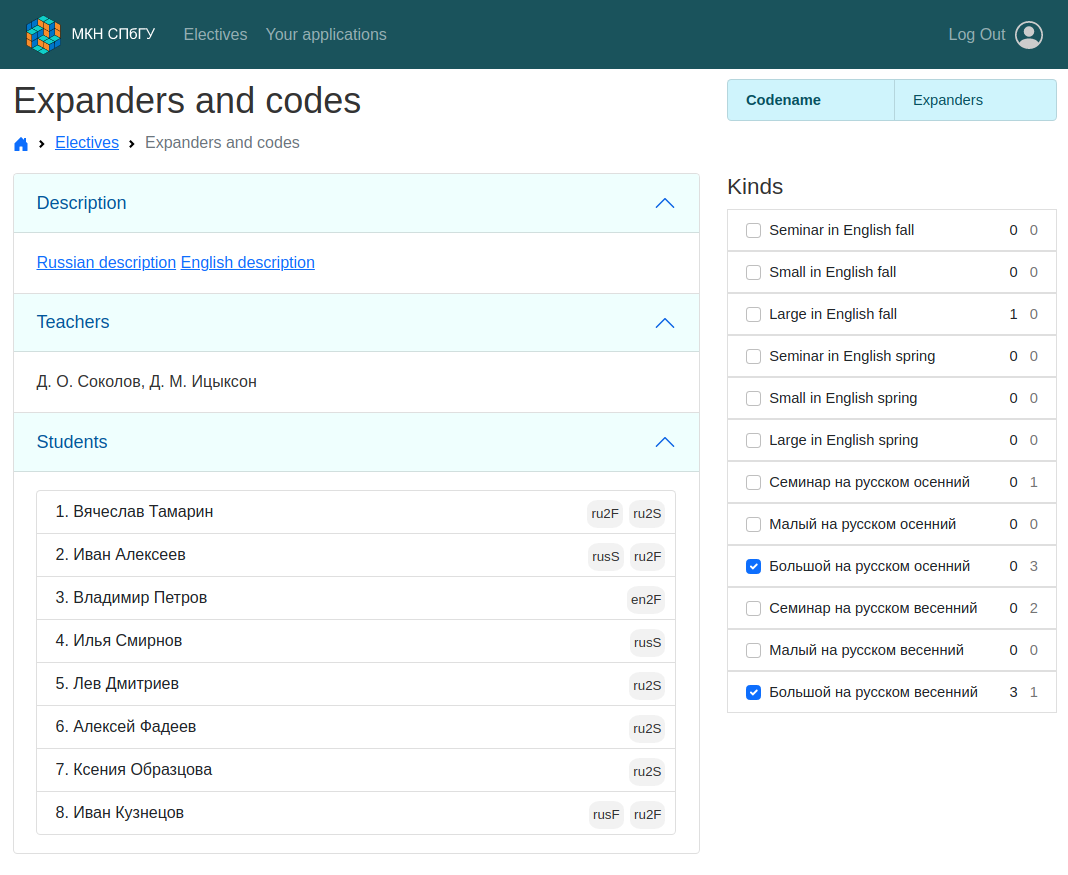 МКН СПбГУ Electives Your applications Log Out
Expanders and codes
Electives Expanders and codes
Description
Russian description English description
Teachers
Д. О. Соколов, Д. М. Ицыксон
Students
1. Вячеслав Тамарин ru2F ru2S
2. Иван Алексеев rusS ru2F
3. Владимир Петров en2F
4. Илья Смирнов rusS
5. Лев Дмитриев ru2S
6. Алексей Фадеев ru2S
7. Ксения Образцова ru2S
8. Иван Кузнецов rusF ru2F
Codename Expanders
Kinds
Seminar in English fall 0 0
Small in English fall 0 0
Large in English fall 1 0
Seminar in English spring 0 0
Small in English spring 0 0
Large in English spring 0 0
Семинар на русском осенний 0 1
Малый на русском осенний 0 0
Большой на русском осенний 0 3
Семинар на русском весенний 0 2
Малый на русском весенний 0 0
Большой на русском весенний 3 1